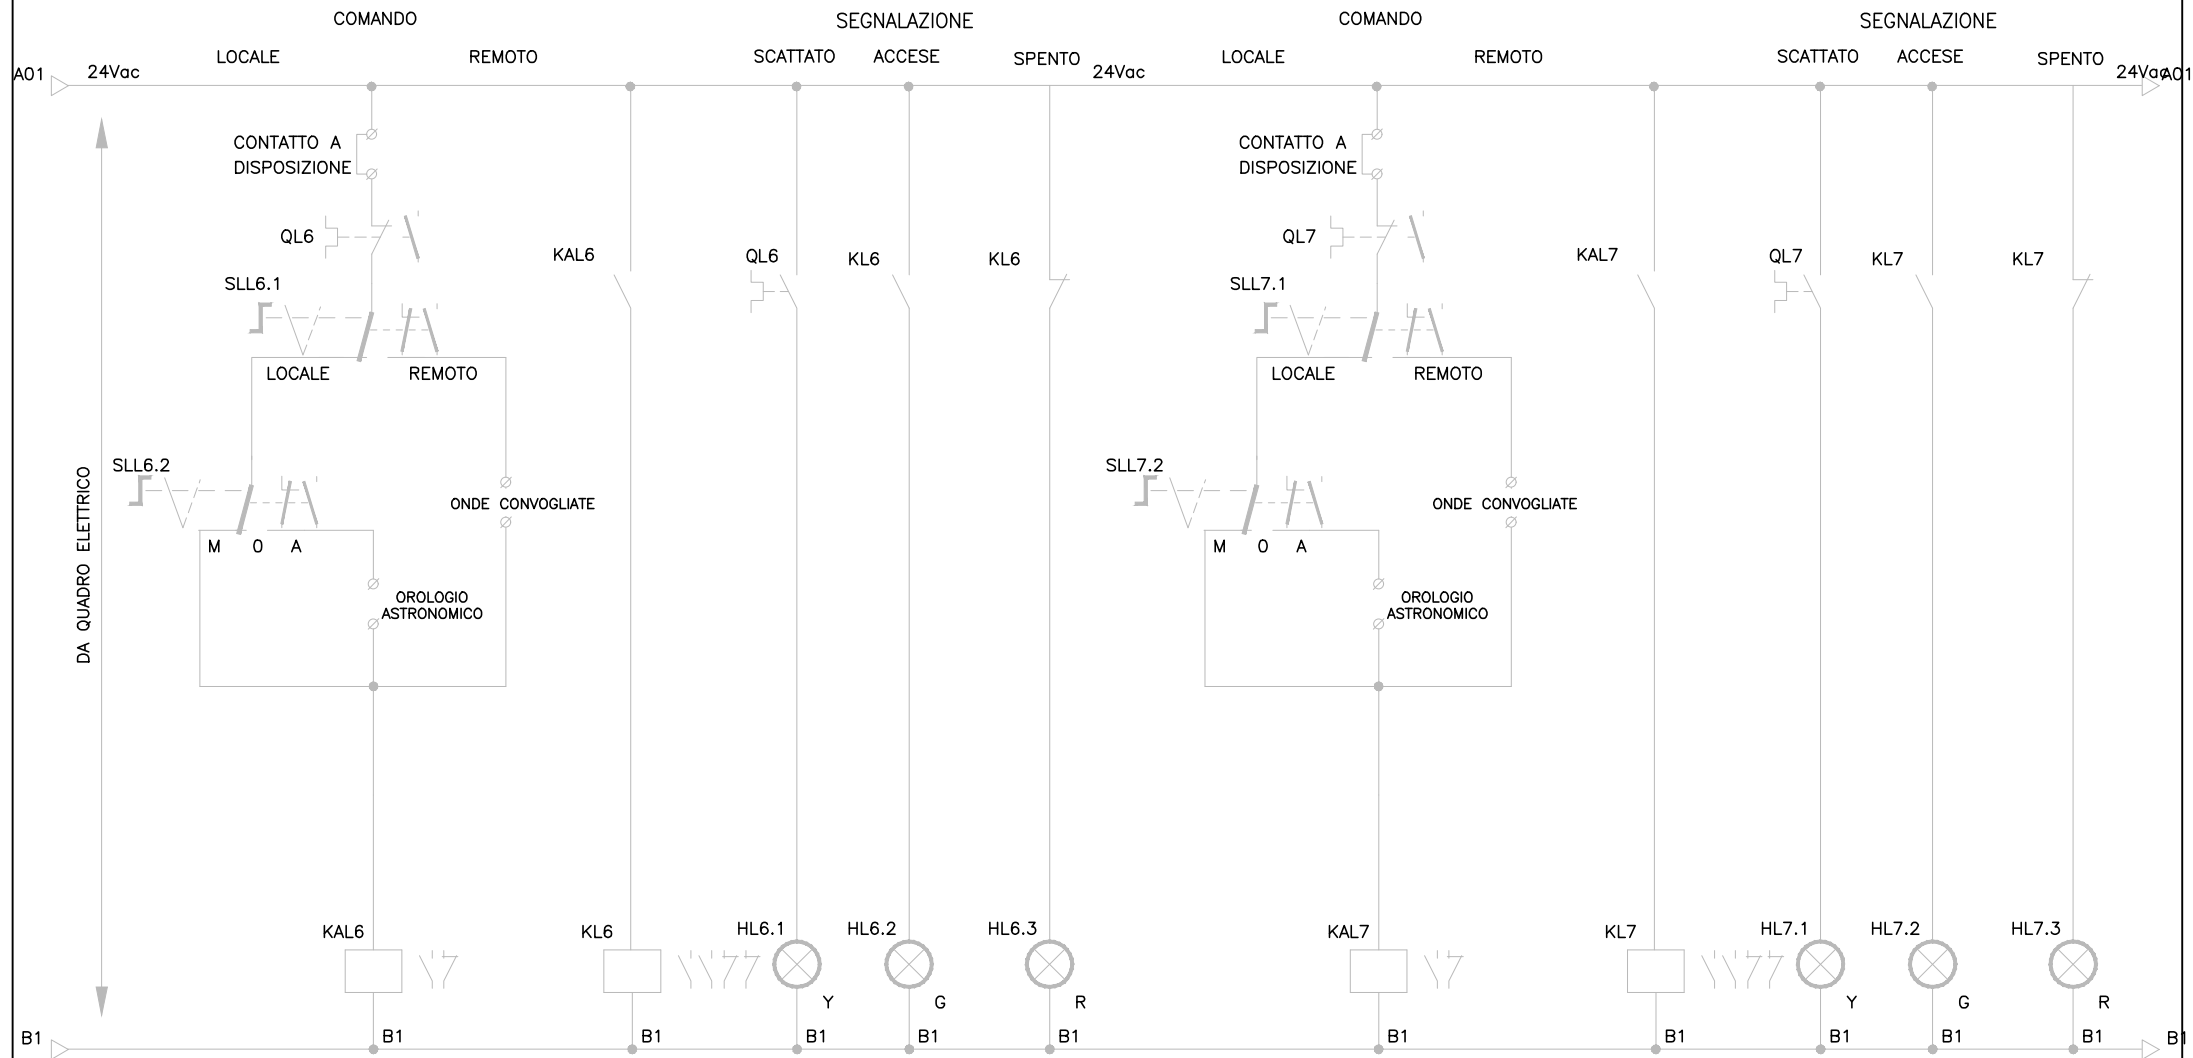 COMANDO
SEGNALAZIONE
COMANDO
SEGNALAZIONE
LOCALE
REMOTO
SCATTATO
ACCESE
SPENTO
LOCALE
REMOTO
SCATTATO
ACCESE
SPENTO
A01
24Vac
24Vac
24Vac
A01
CONTATTO A
DISPOSIZIONE
CONTATTO A
DISPOSIZIONE
QL6
KAL6
QL6
KL6
KL6
QL7
KAL7
QL7
KL7
KL7
SLL6.1
SLL7.1
LOCALE
REMOTO
LOCALE
REMOTO
SLL6.2
SLL7.2
ONDE CONVOGLIATE
ONDE CONVOGLIATE
M 0 A
M 0 A
DA QUADRO ELETTRICO
OROLOGIO
ASTRONOMICO
OROLOGIO
ASTRONOMICO
KAL6
KL6
HL6.1
HL6.2
HL6.3
KAL7
KL7
HL7.1
HL7.2
HL7.3
Y
G
R
Y
G
R
B1
B1
B1
B1
B1
B1
B1
B1
B1
B1
B1
B1